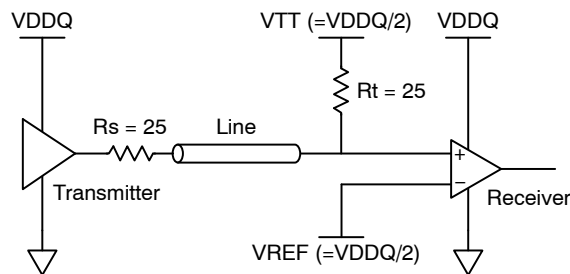 VDDQ
VTT (=VDDQ/2)
VDDQ
Rs = 25
Line
Rt = 25
+
−
Transmitter
Receiver
VREF (=VDDQ/2)